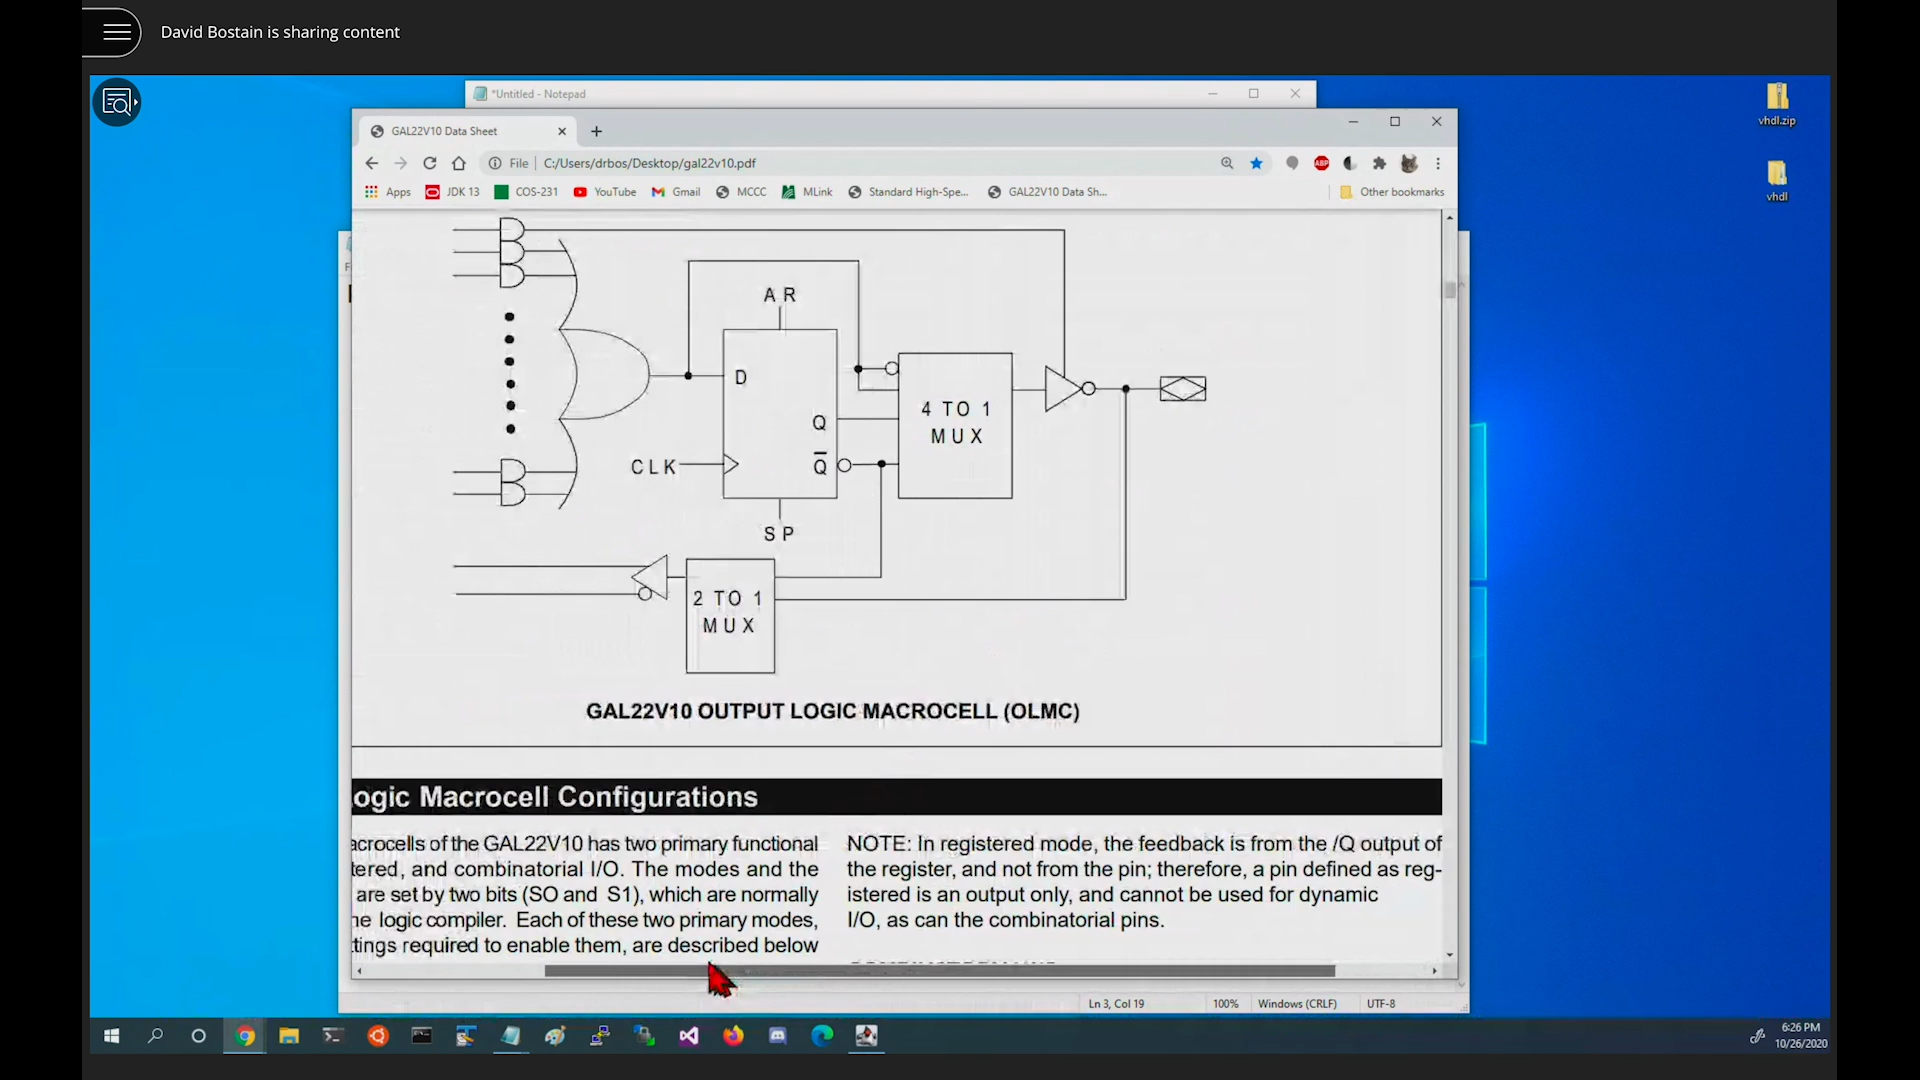 David Bostain is sharing content
*Untitled - Notepad
vhdl.zip
vhdl
GAL22V10 Data Sheet
File | C:/Users/drbos/Desktop/gal22v10.pdf
ABP
Apps JDK 13 COS-231 YouTube Gmail MCCC MLink Standard High-Spe... GAL22V10 Data Sh... Other bookmarks
AR
D
Q
CLK
Q̅
SP
4 TO 1
MUX
2 TO 1
MUX
GAL22V10 OUTPUT LOGIC MACROCELL (OLMC)
ogic Macrocell Configurations
acrocells of the GAL22V10 has two primary functional
tered, and combinatorial I/O. The modes and the
are set by two bits (SO and S1), which are normally
he logic compiler. Each of these two primary modes,
tings required to enable them, are described below
NOTE: In registered mode, the feedback is from the /Q output of
the register, and not from the pin; therefore, a pin defined as reg-
istered is an output only, and cannot be used for dynamic
I/O, as can the combinatorial pins.
Ln 3, Col 19 100% Windows (CRLF) UTF-8
6:26 PM
10/26/2020